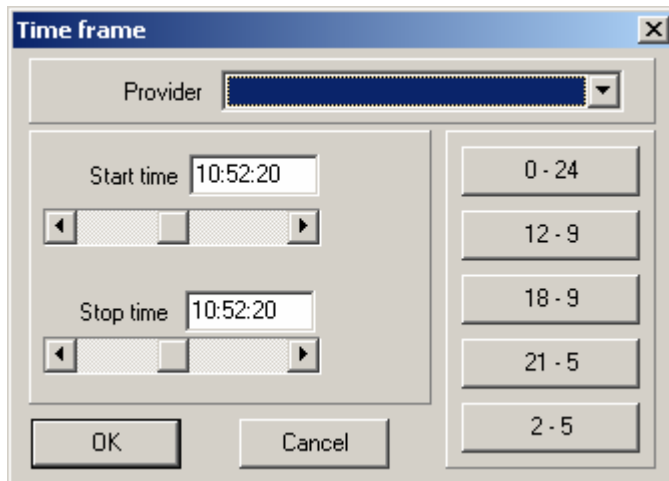 Time frame
Provider
Start time 10:52:20
Stop time 10:52:20
0 - 24
12 - 9
18 - 9
21 - 5
2 - 5
OK
Cancel